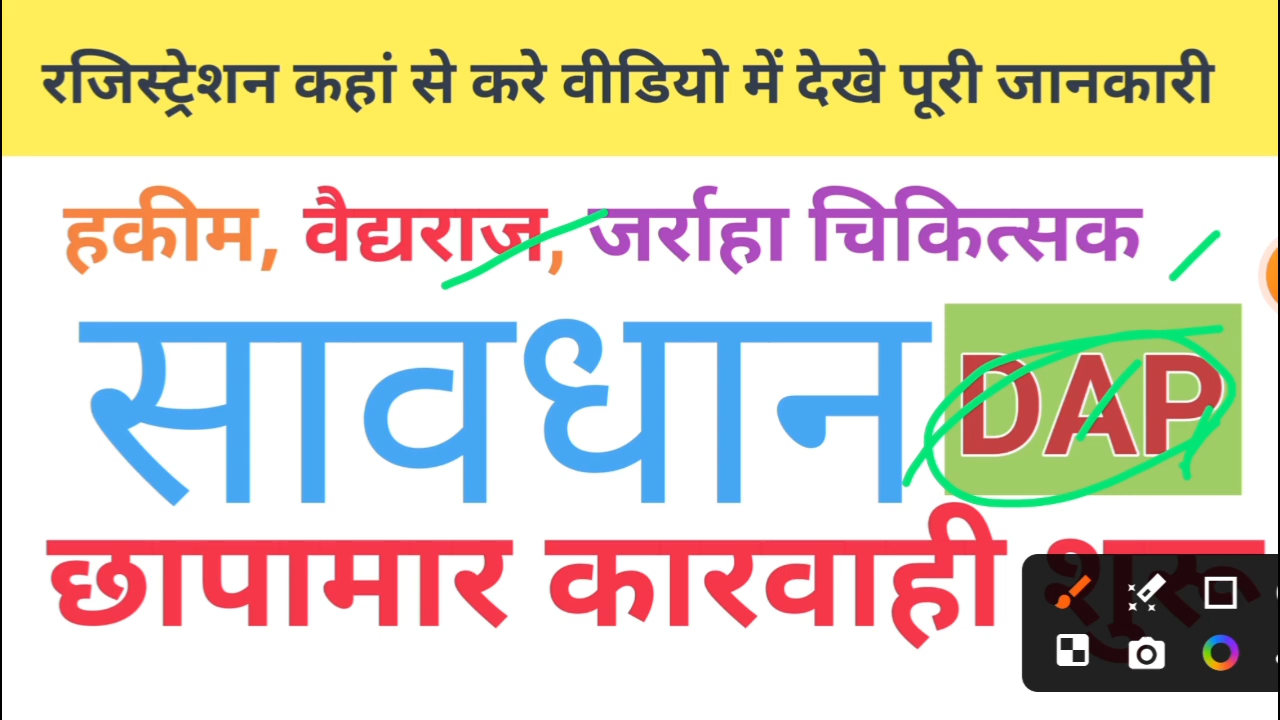 रजिस्ट्रेशन कहां से करे वीडियो में देखे पूरी जानकारी
हकीम, वैद्यराज, जर्राहा चिकित्सक
सावधान DAP
छापामार कारवाही